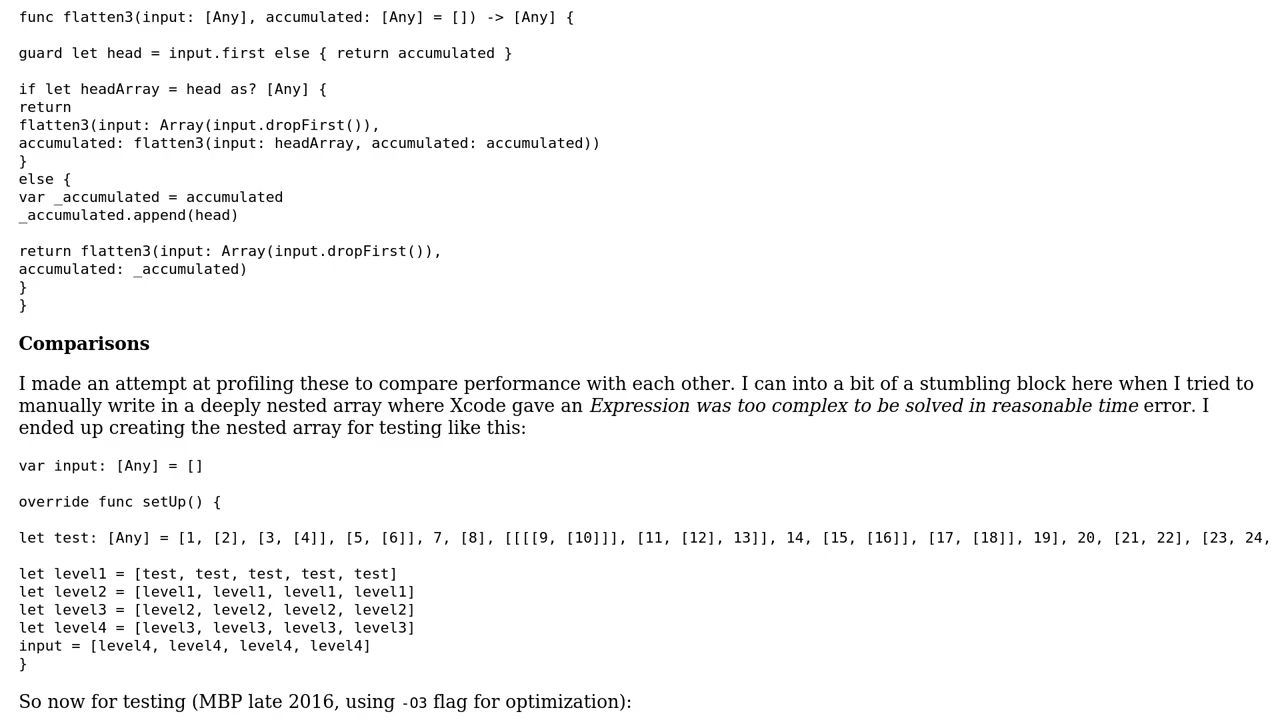 func flatten3(input: [Any], accumulated: [Any] = []) -> [Any] {
guard let head = input.first else { return accumulated }
if let headArray = head as? [Any] {
return
flatten3(input: Array(input.dropFirst()),
accumulated: flatten3(input: headArray, accumulated: accumulated))
}
else {
var _accumulated = accumulated
_accumulated.append(head)
return flatten3(input: Array(input.dropFirst()),
accumulated: _accumulated)
}
}
Comparisons
I made an attempt at profiling these to compare performance with each other. I can into a bit of a stumbling block here when I tried to
manually write in a deeply nested array where Xcode gave an Expression was too complex to be solved in reasonable time error. I
ended up creating the nested array for testing like this:
var input: [Any] = []
override func setUp() {
let test: [Any] = [1, [2], [3, [4]], [5, [6]], 7, [8], [[[[9, [10]]], [11, [12], 13]], 14, [15, [16]], [17, [18]], 19], 20, [21, 22], [23, 24,
let level1 = [test, test, test, test, test]
let level2 = [level1, level1, level1, level1]
let level3 = [level2, level2, level2, level2]
let level4 = [level3, level3, level3, level3]
input = [level4, level4, level4, level4]
}
So now for testing (MBP late 2016, using -03 flag for optimization):